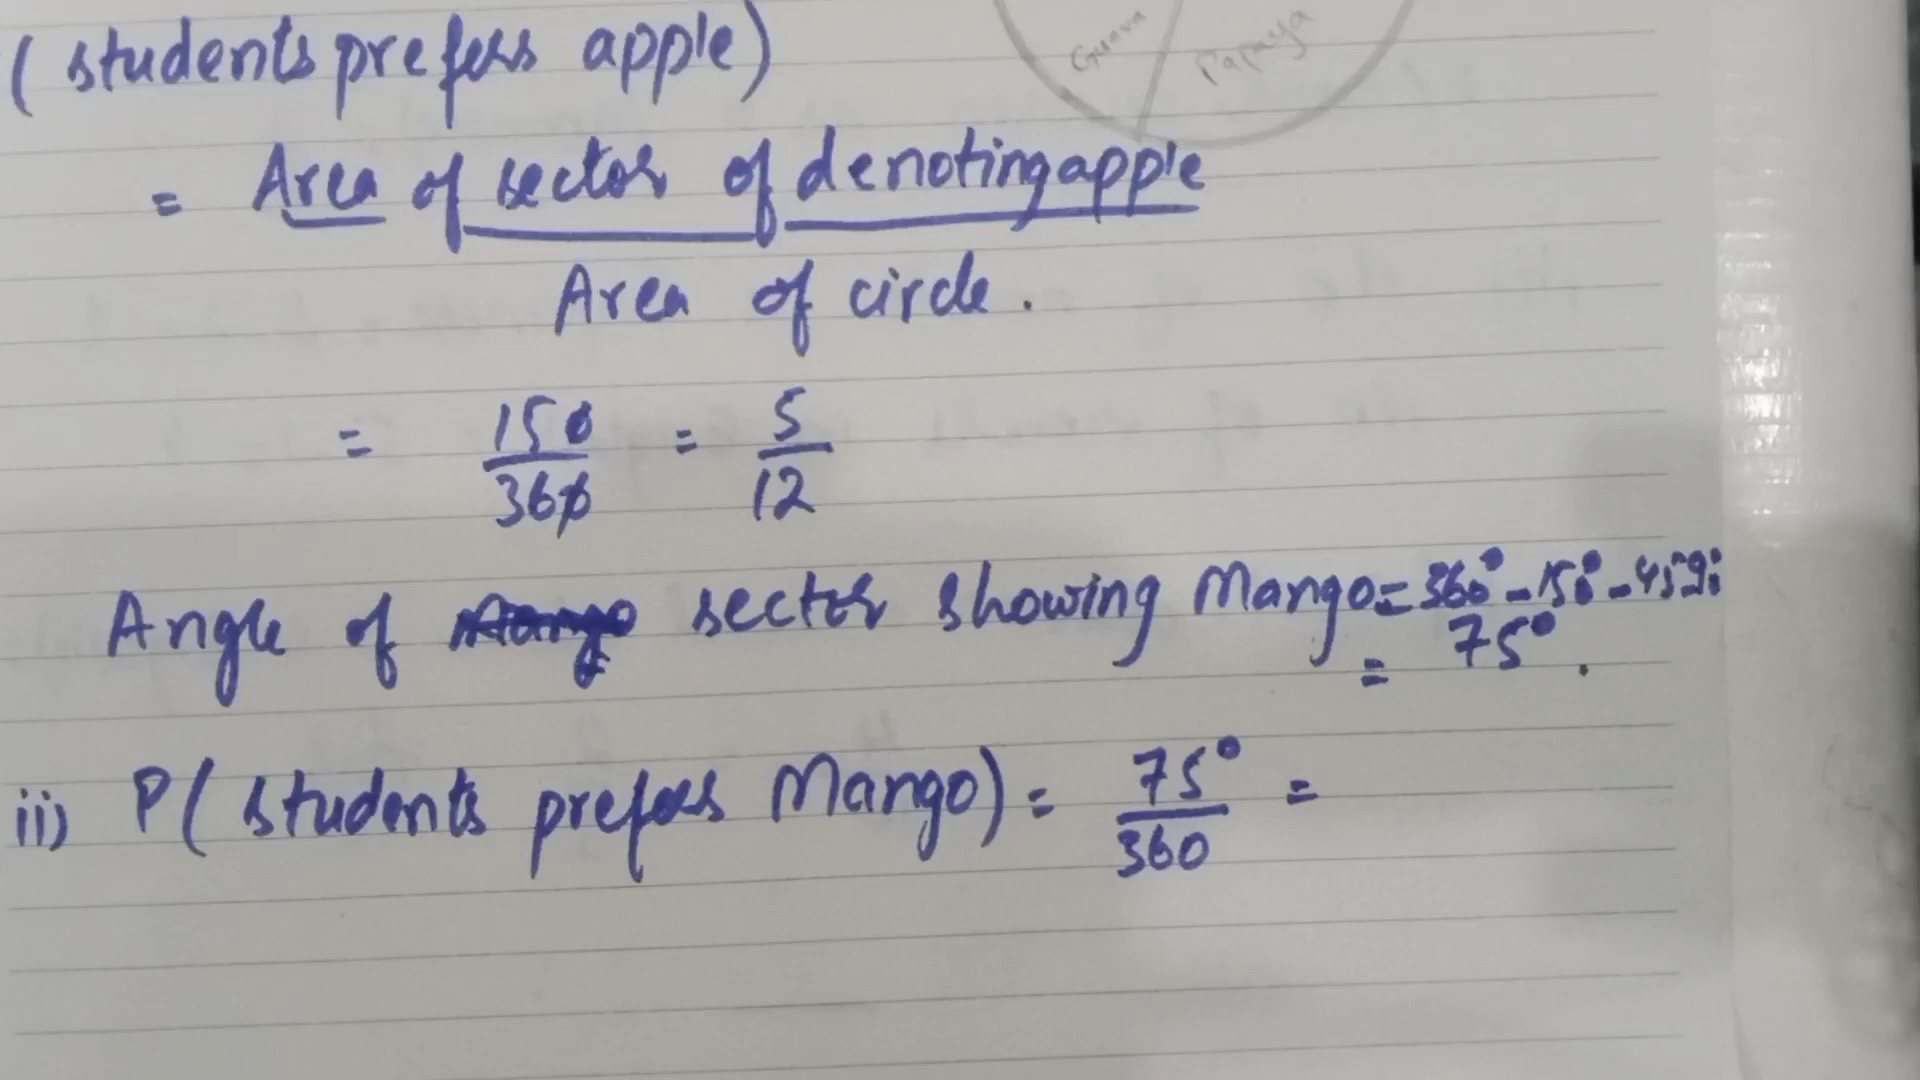 Guava
Papaya
(students prefers apple)
= Area of sector of denoting apple
Area of circle.
= 150/360 = 5/12
Angle of sector showing Mango = 360° - 150° - 45° - 90°
= 75°.
ii) P(students prefers Mango) = 75°/360 =